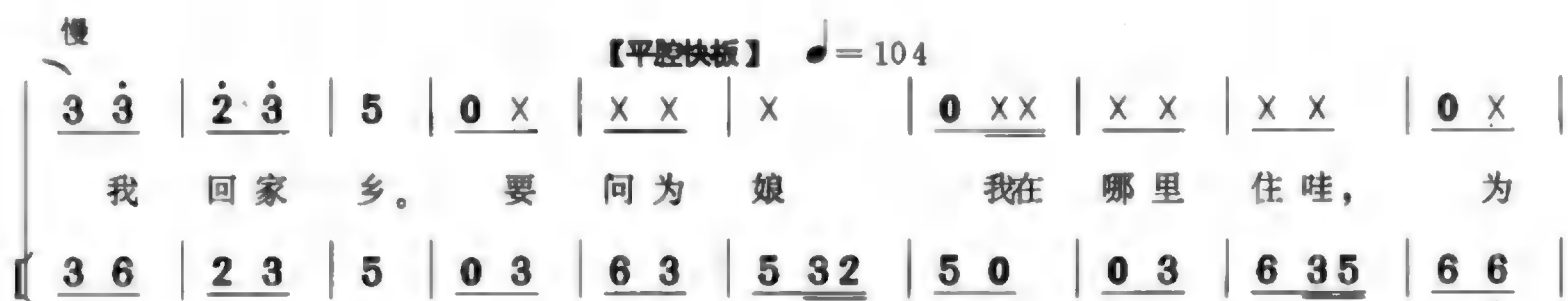 慢
【平腔快板】 ♩= 104
3 3̇ | 2̇ 3̇ | 5 | 0 X | X X | X | 0 XX | X X | X X | 0 X |
我 回 家 乡。 要 问 为 娘 我在 哪 里 住 哇, 为
3 6 | 2 3 | 5 | 0 3 | 6 3 | 5 32 | 5 0 | 0 3 | 6 35 | 6 6 |